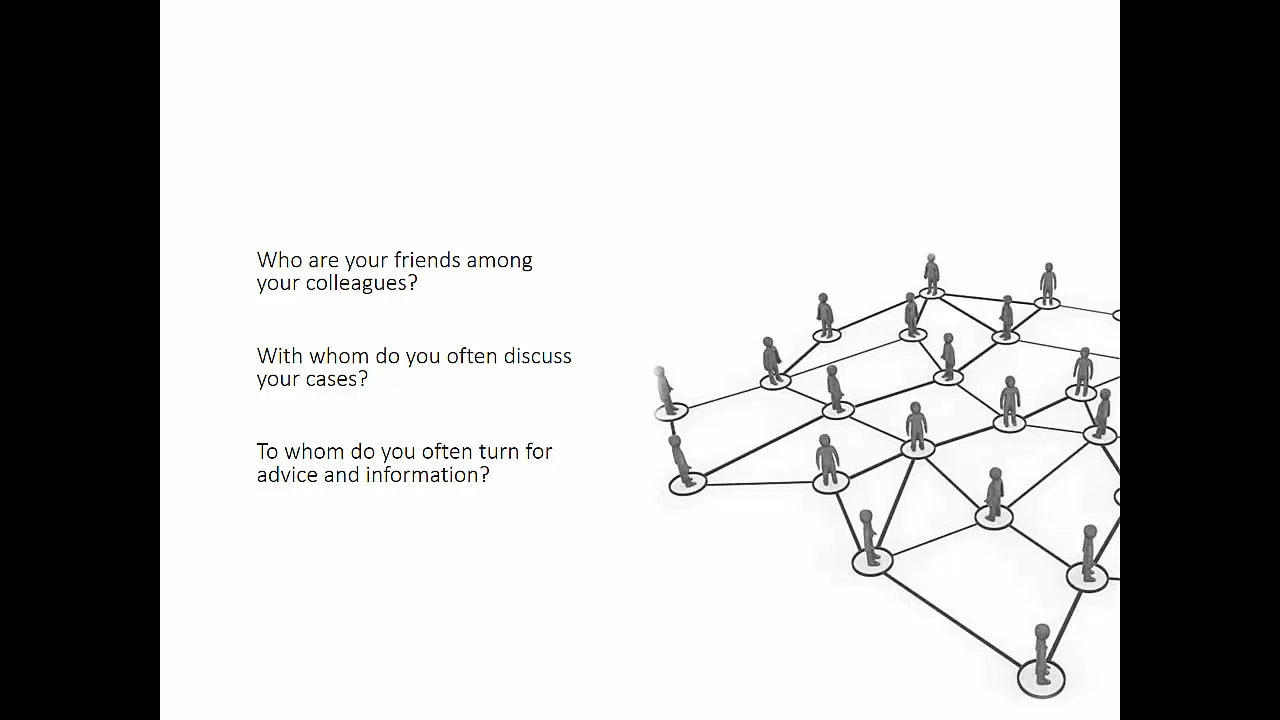 Who are your friends among
your colleagues?
With whom do you often discuss
your cases?
To whom do you often turn for
advice and information?